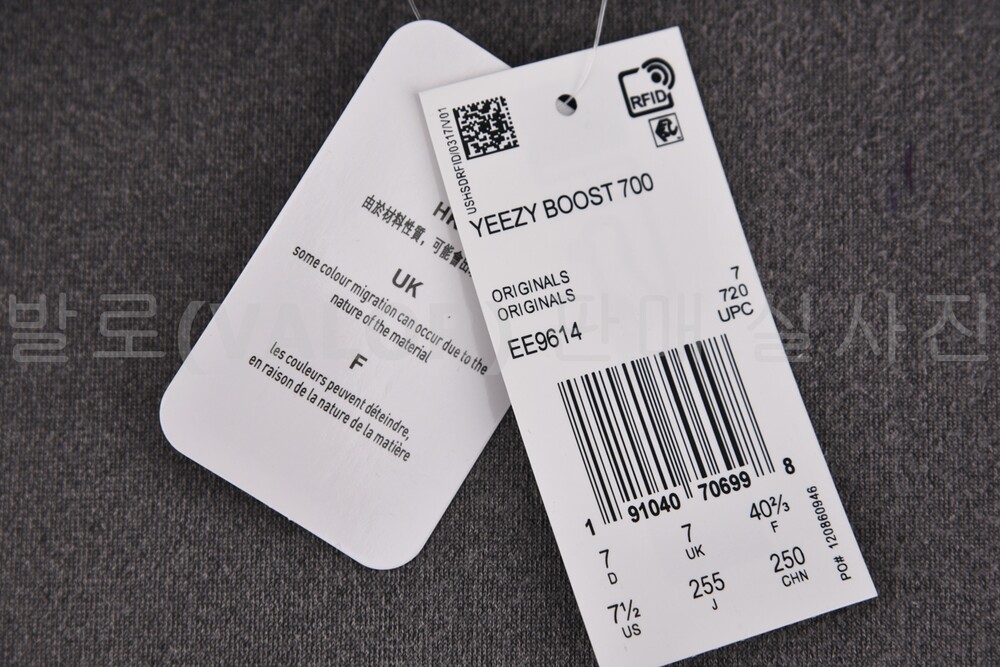 由於材料性質，可能會出
UK
some colour migration can occur due to the
nature of the material
F
les couleurs peuvent déteindre,
en raison de la nature de la matière
USHSDRFID/0317/V01
RFID
YEEZY BOOST 700
ORIGINALS
ORIGINALS
7
720
UPC
EE9614
1 91040 70699 8
7
D
7
UK
40⅔
F
7½
US
255
J
250
CHN
PO# 120860946
발로 판매 실사진